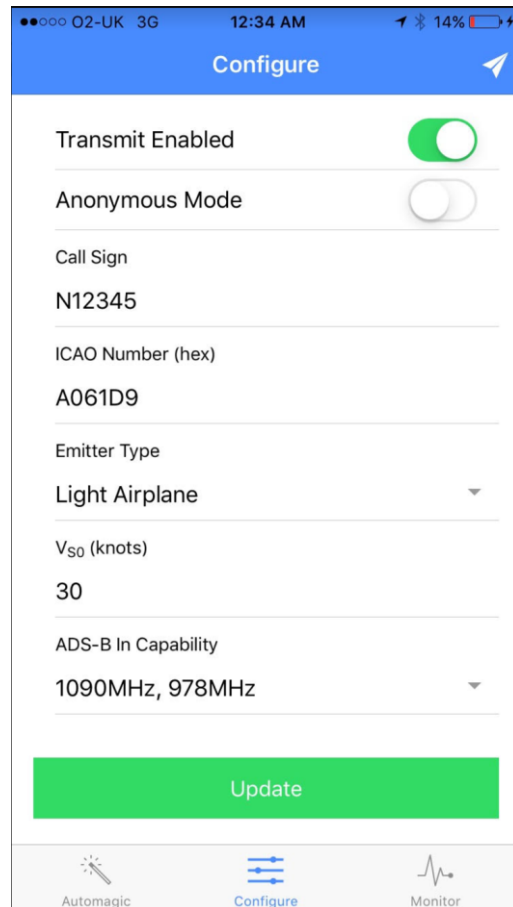 O2-UK 3G 12:34 AM 14%
Configure
Transmit Enabled
Anonymous Mode
Call Sign
N12345
ICAO Number (hex)
A061D9
Emitter Type
Light Airplane
VS0 (knots)
30
ADS-B In Capability
1090MHz, 978MHz
Update
Automagic Configure Monitor